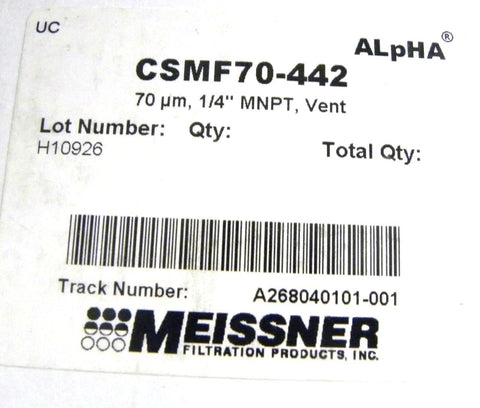 UC
ALpHA®
CSMF70-442
70 µm, 1/4" MNPT, Vent
Lot Number: Qty:
H10926
Total Qty:
Track Number: A268040101-001
MEISSNER
FILTRATION PRODUCTS, INC.